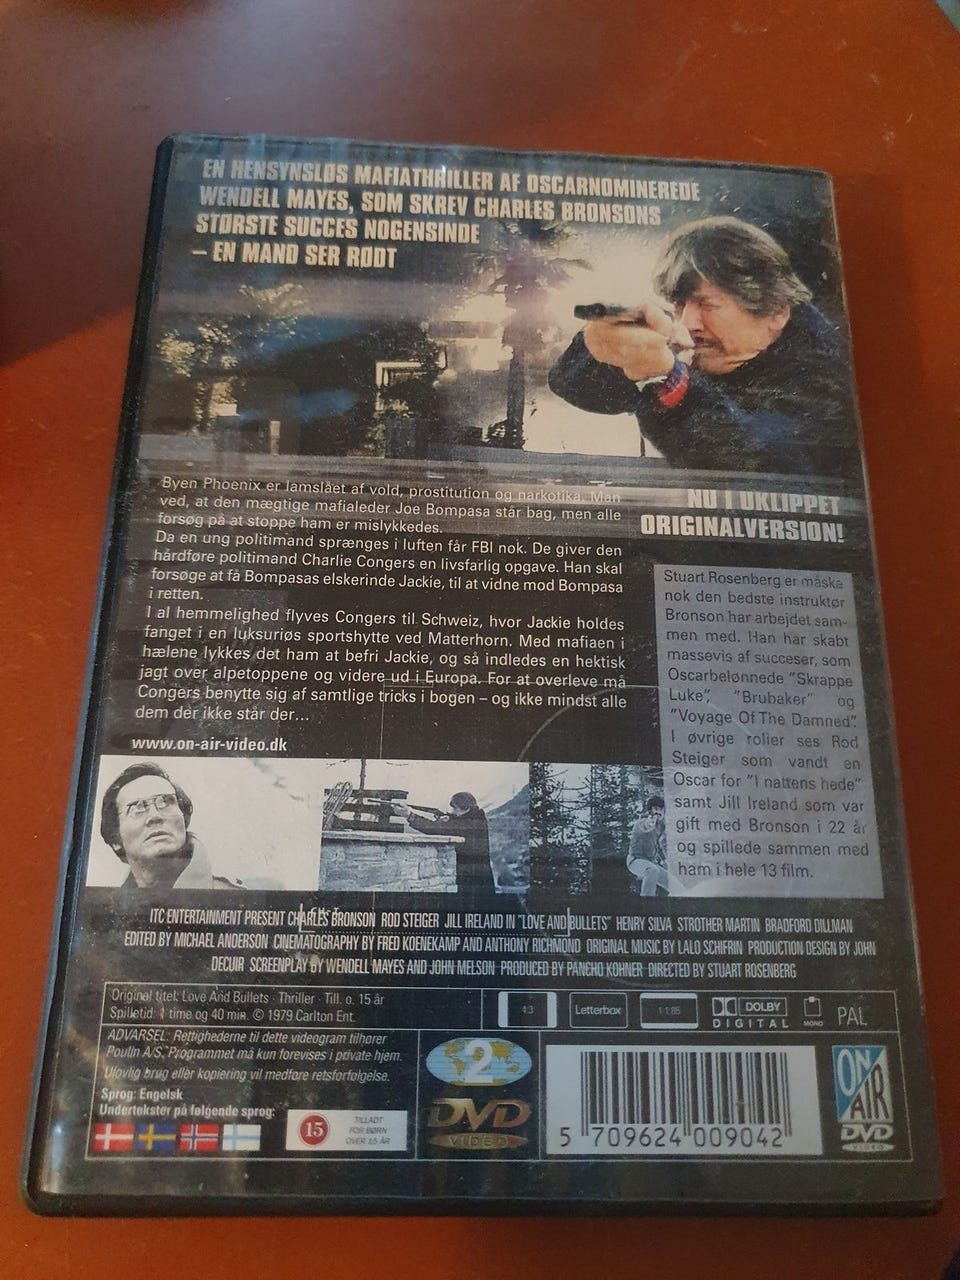 EN HENSYNSLØS MAFIATHRILLER AF OSCARNOMINEREDE
WENDELL MAYES, SOM SKREV CHARLES BRONSONS
STØRSTE SUCCES NOGENSINDE
– EN MAND SER RØDT
Byen Phoenix er lamslået af vold, prostitution og narkotika. Man
ved, at den mægtige mafialeder Joe Bompasa står bag, men alle
forsøg på at stoppe ham er mislykkedes.
Da en ung politimand sprænges i luften får FBI nok. De giver den
hårdføre politimand Charlie Congers en livsfarlig opgave. Han skal
forsøge at få Bompasas elskerinde Jackie, til at vidne mod Bompasa
i retten.
I al hemmelighed flyves Congers til Schweiz, hvor Jackie holdes
fanget i en luksuriøs sportshytte ved Matterhorn. Med mafiaen i
hælene lykkes det ham at befri Jackie, og så indledes en hektisk
jagt over alpetoppene og videre ud i Europa. For at overleve må
Congers benytte sig af samtlige tricks i bogen – og ikke mindst alle
dem der ikke står der...
www.on-air-video.dk
NU I UKLIPPET
ORIGINALVERSION!
Stuart Rosenberg er måske
nok den bedste instruktør
Bronson har arbejdet sam-
men med. Han har skabt
massevis af succeser, som
Oscarbelønnede "Skrappe
Luke", "Brubaker" og
"Voyage Of The Damned".
I øvrige roller ses Rod
Steiger som vandt en
Oscar for "I nattens hede"
samt Jill Ireland som var
gift med Bronson i 22 år
og spillede sammen med
ham i hele 13 film.
ITC ENTERTAINMENT PRESENT CHARLES BRONSON ROD STEIGER JILL IRELAND IN "LOVE AND BULLETS" HENRY SILVA STROTHER MARTIN BRADFORD DILLMAN
EDITED BY MICHAEL ANDERSON CINEMATOGRAPHY BY FRED KOENEKAMP AND ANTHONY RICHMOND ORIGINAL MUSIC BY LALO SCHIFRIN PRODUCTION DESIGN BY JOHN
DECUIR SCREENPLAY BY WENDELL MAYES AND JOHN MELSON PRODUCED BY PANCHO KOHNER DIRECTED BY STUART ROSENBERG
Original titel: Love And Bullets · Thriller · Till. o. 15 år
Spilletid: 1 time og 40 min. © 1979 Carlton Ent.
4:3
Letterbox
1:1.85
DOLBY
DIGITAL
MONO
PAL
ADVARSEL: Rettighederne til dette videogram tilhører
Poulin A/S. Programmet må kun forevises i private hjem.
Ulovlig brug eller kopiering vil medføre retsforfølgelse.
Sprog: Engelsk
Undertekster på følgende sprog:
15
TILLADT
FOR BØRN
OVER 15 ÅR
2
DVD
VIDEO
5 709624 009042
ON
AIR
DVD
VIDEO